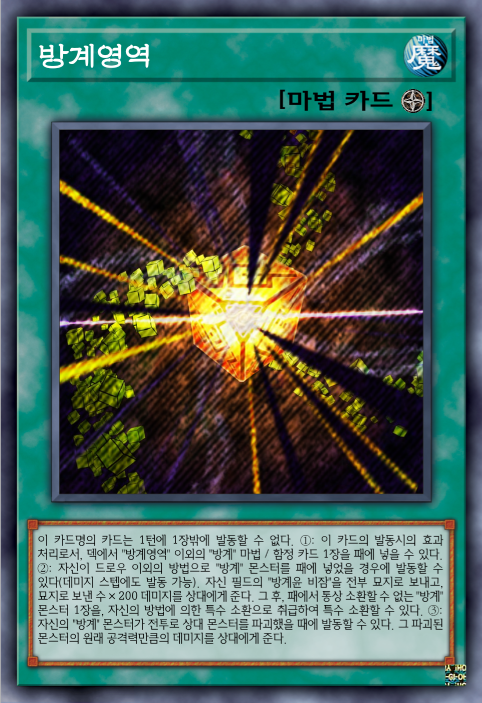 방계영역
마법
魔
[마법 카드 ]
이 카드명의 카드는 1턴에 1장밖에 발동할 수 없다. ①: 이 카드의 발동시의 효과
처리로서, 덱에서 "방계영역" 이외의 "방계" 마법 / 함정 카드 1장을 패에 넣을 수 있다.
②: 자신이 드로우 이외의 방법으로 "방계" 몬스터를 패에 넣었을 경우에 발동할 수
있다(데미지 스텝에도 발동 가능). 자신 필드의 "방계윤 비잠"을 전부 묘지로 보내고,
묘지로 보낸 수 × 200 데미지를 상대에게 준다. 그 후, 패에서 통상 소환할 수 없는 "방계"
몬스터 1장을, 자신의 방법에 의한 특수 소환으로 취급하여 특수 소환할 수 있다. ③:
자신의 "방계" 몬스터가 전투로 상대 몬스터를 파괴했을 때에 발동할 수 있다. 그 파괴된
몬스터의 원래 공격력만큼의 데미지를 상대에게 준다.